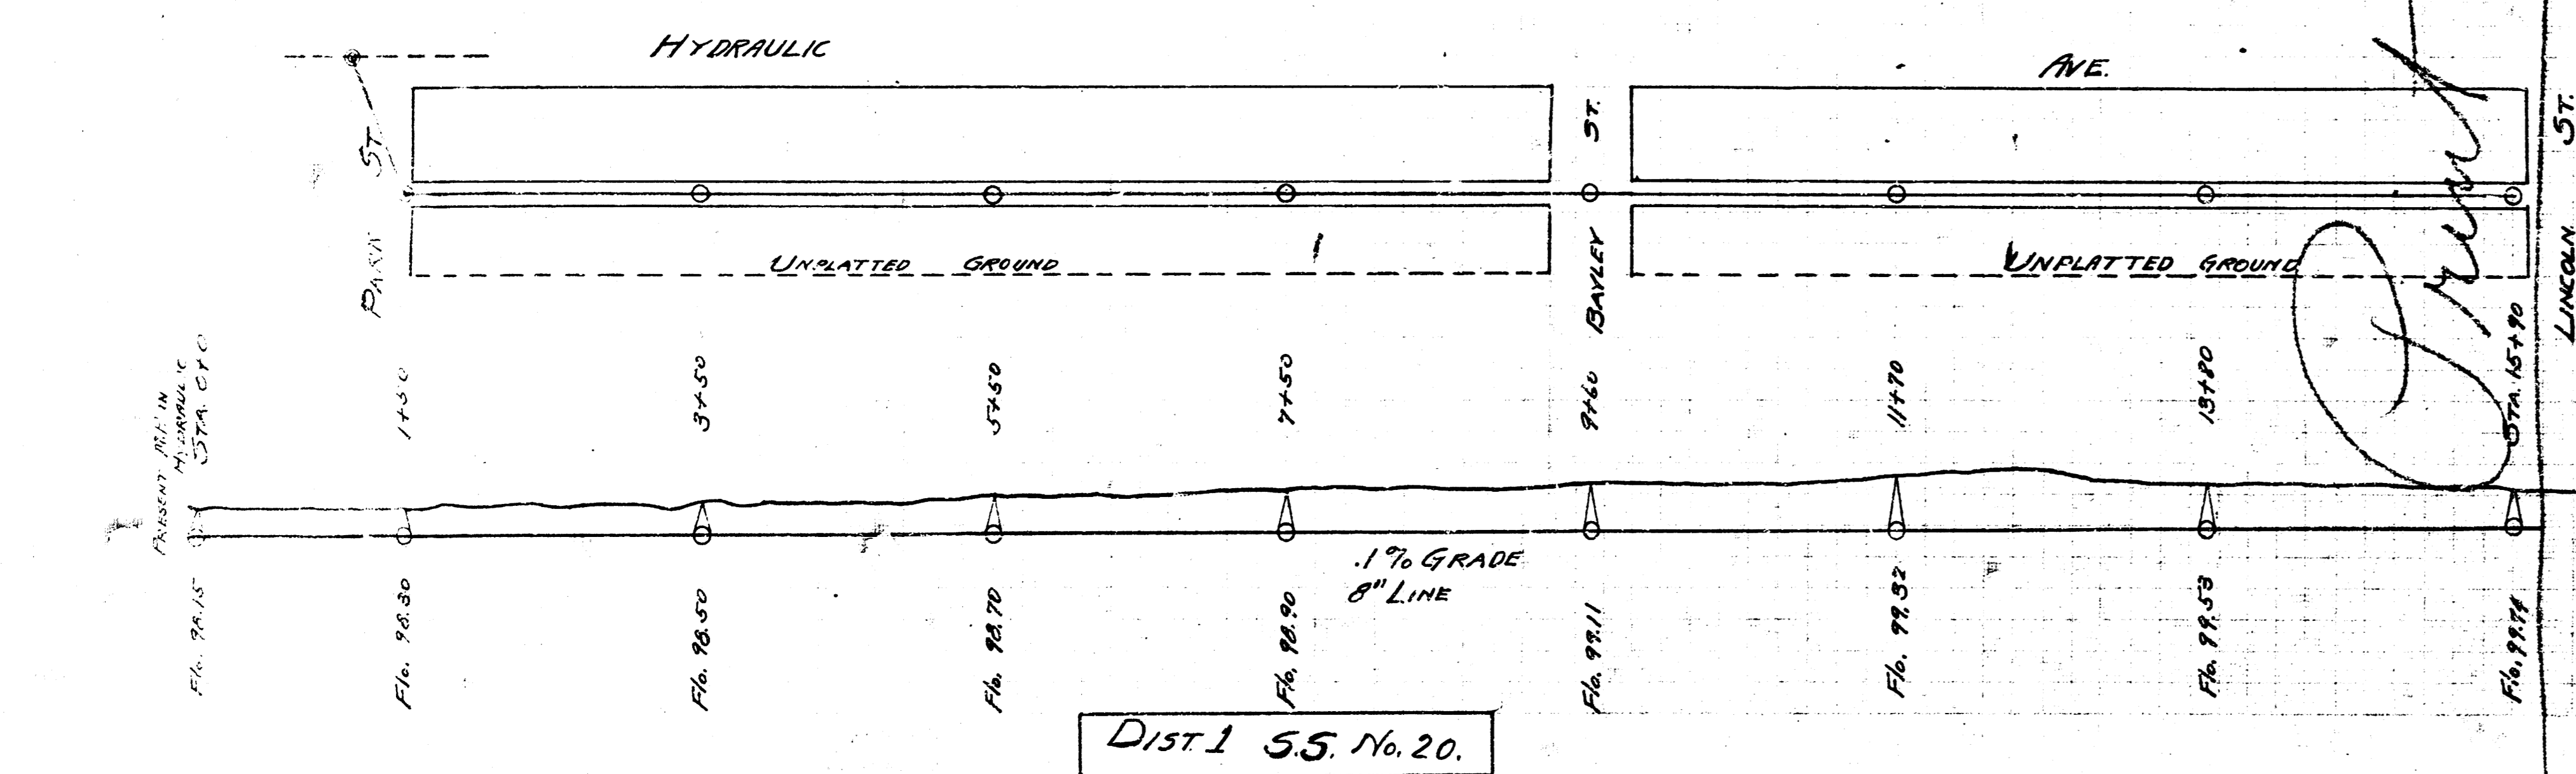 HYDRAULIC AVE.
PARK ST.
BAYLEY ST.
LINCOLN ST.
UNPLATTED GROUND
UNPLATTED GROUND
PRESENT M.H. IN
HYDRAULIC
STA. 0+0
1+50
3+50
5+50
7+50
9+60
11+70
13+80
STA. 15+90
.1% GRADE
8" LINE
Flo. 98.15
Flo. 98.30
Flo. 98.50
Flo. 98.70
Flo. 98.90
Flo. 99.11
Flo. 99.32
Flo. 99.53
Flo. 99.74
DIST. 1 S.S. No. 20.